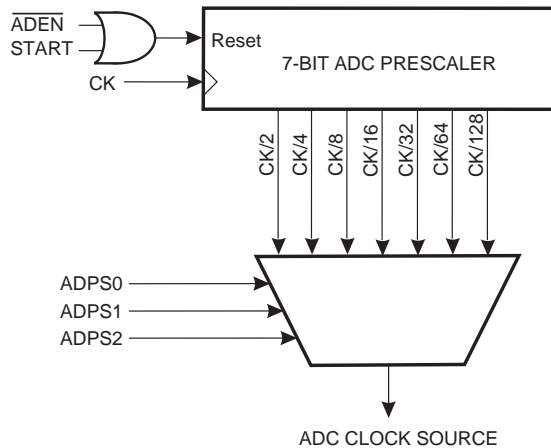 ADEN
START
Reset
7-BIT ADC PRESCALER
CK
CK/2
CK/4
CK/8
CK/16
CK/32
CK/64
CK/128
ADPS0
ADPS1
ADPS2
ADC CLOCK SOURCE